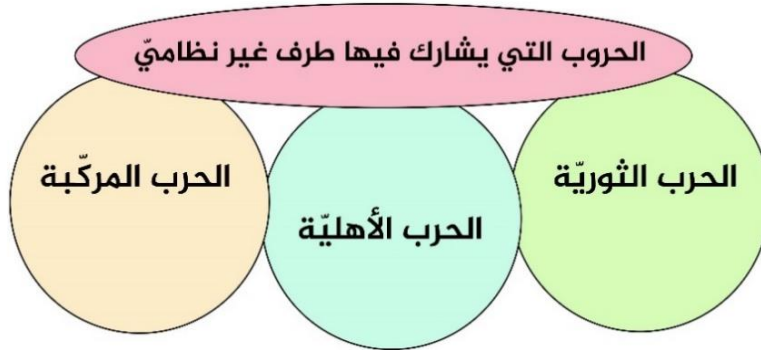 الحروب التي يشارك فيها طرف غير نظاميّ
الحرب الثوريّة
الحرب الأهليّة
الحرب المركّبة